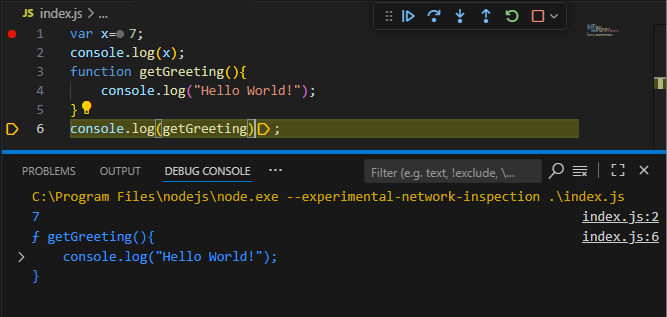 JS index.js > ...
1 var x= 7;
2 console.log(x);
3 function getGreeting(){
4 console.log("Hello World!");
5 }
6 console.log(getGreeting) ;
PROBLEMS OUTPUT DEBUG CONSOLE ... Filter (e.g. text, !exclude, \...
C:\Program Files\nodejs\node.exe --experimental-network-inspection .\index.js
7 index.js:2
ƒ getGreeting(){ index.js:6
console.log("Hello World!");
}